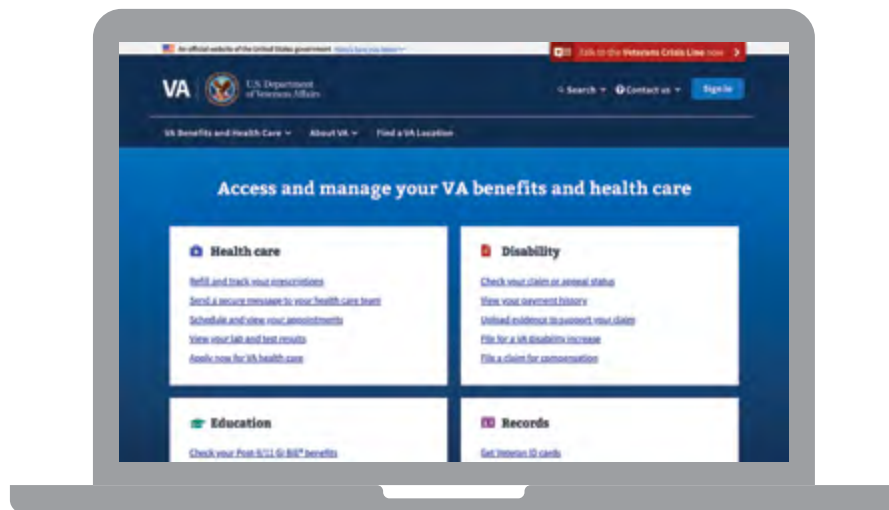 An official website of the United States government Here's how you know
Talk to the Veterans Crisis Line now
VA
U.S. Department
of Veterans Affairs
Search
Contact us
Sign in
VA Benefits and Health Care
About VA
Find a VA Location
Access and manage your VA benefits and health care
Health care
Refill and track your prescriptions
Send a secure message to your health care team
Schedule and view your appointments
View your lab and test results
Apply now for VA health care
Disability
Check your claim or appeal status
View your payment history
Upload evidence to support your claim
File for a VA disability increase
File a claim for compensation
Education
Check your Post-9/11 GI Bill® benefits
Records
Get Veteran ID cards